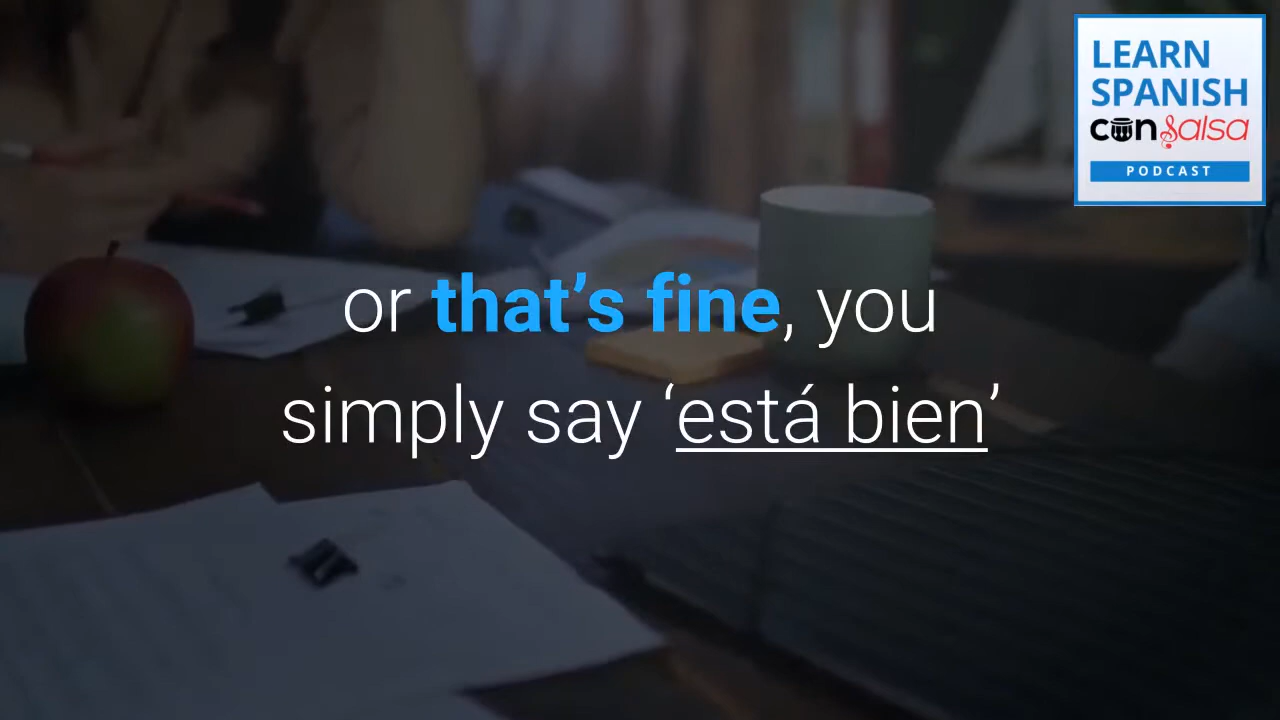 LEARN
SPANISH
con salsa
PODCAST
or that’s fine, you
simply say ‘está bien’